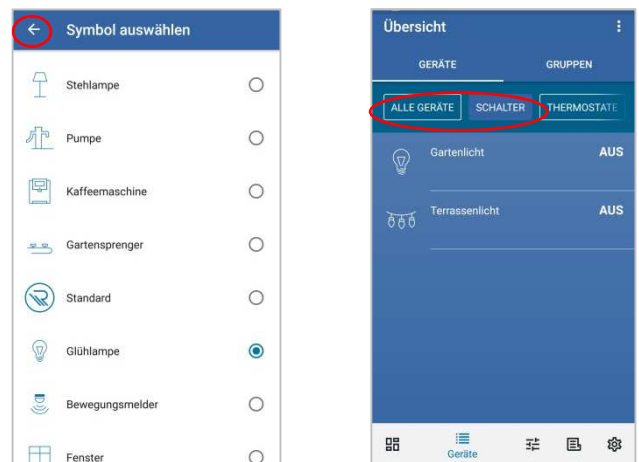 Symbol auswählen
Stehlampe
Pumpe
Kaffeemaschine
Gartensprenger
Standard
Glühlampe
Bewegungsmelder
Fenster
Übersicht
GERÄTE GRUPPEN
ALLE GERÄTE SCHALTER THERMOSTATE
Gartenlicht AUS
Terrassenlicht AUS
Geräte